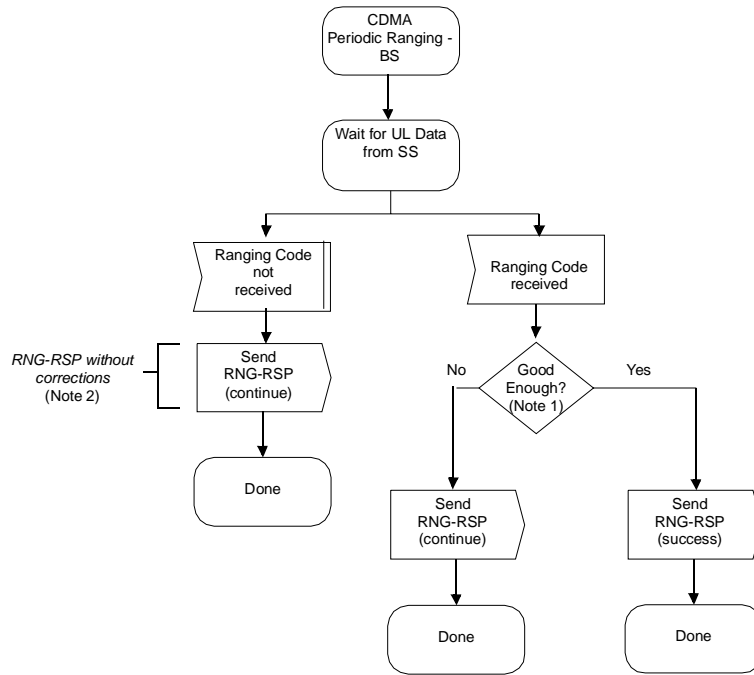 CDMA
Periodic Ranging -
BS
Wait for UL Data
from SS
Ranging Code
not
received
Ranging Code
received
RNG-RSP without
corrections
(Note 2)
Send
RNG-RSP
(continue)
No
Good
Enough?
(Note 1)
Yes
Done
Send
RNG-RSP
(continue)
Send
RNG-RSP
(success)
Done
Done